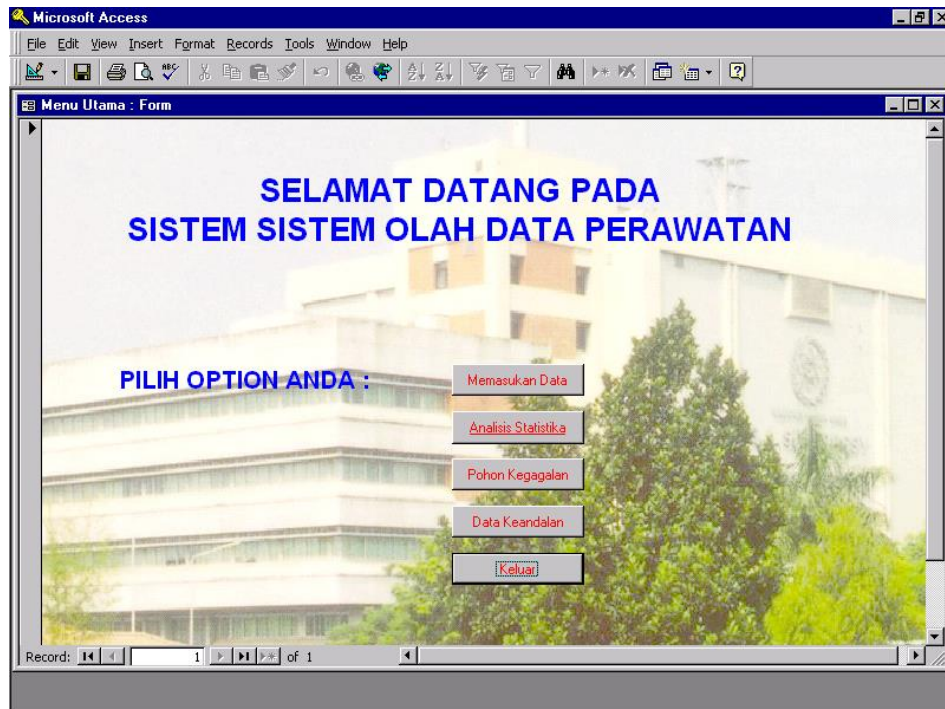 Microsoft Access
File Edit View Insert Format Records Tools Window Help
Menu Utama : Form
SELAMAT DATANG PADA
SISTEM SISTEM OLAH DATA PERAWATAN
PILIH OPTION ANDA :
Memasukan Data
Analisis Statistika
Pohon Kegagalan
Data Keandalan
Keluar
Record: 1 of 1